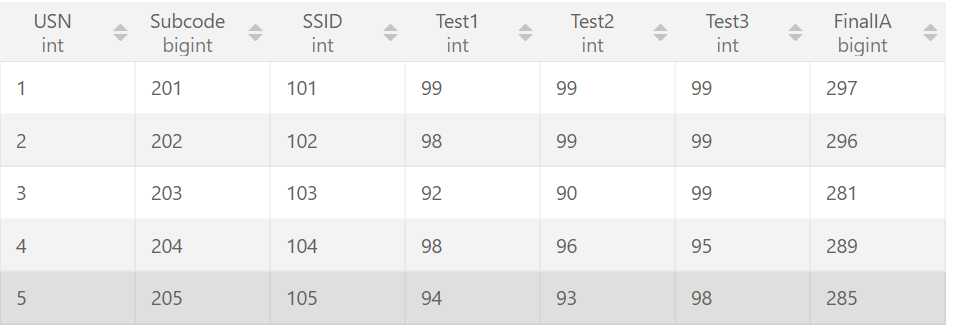 USN Subcode SSID Test1 Test2 Test3 FinalIA
int bigint int int int int bigint
1 201 101 99 99 99 297
2 202 102 98 99 99 296
3 203 103 92 90 99 281
4 204 104 98 96 95 289
5 205 105 94 93 98 285